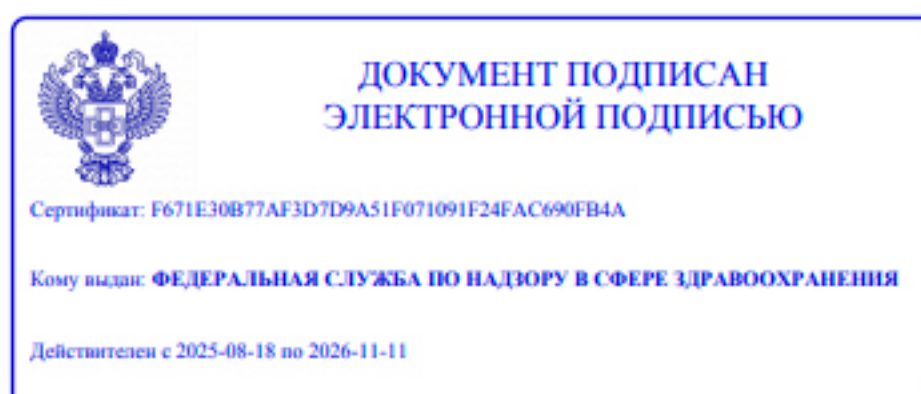 ДОКУМЕНТ ПОДПИСАН
ЭЛЕКТРОННОЙ ПОДПИСЬЮ
Сертификат: F671E30B77AF3D7D9A51F071091F24FAC690FB4A
Кому выдан: ФЕДЕРАЛЬНАЯ СЛУЖБА ПО НАДЗОРУ В СФЕРЕ ЗДРАВООХРАНЕНИЯ
Действителен с 2025-08-18 по 2026-11-11